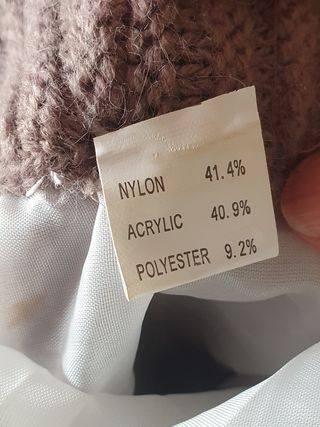 NYLON 41.4%
ACRYLIC 40.9%
POLYESTER 9.2%